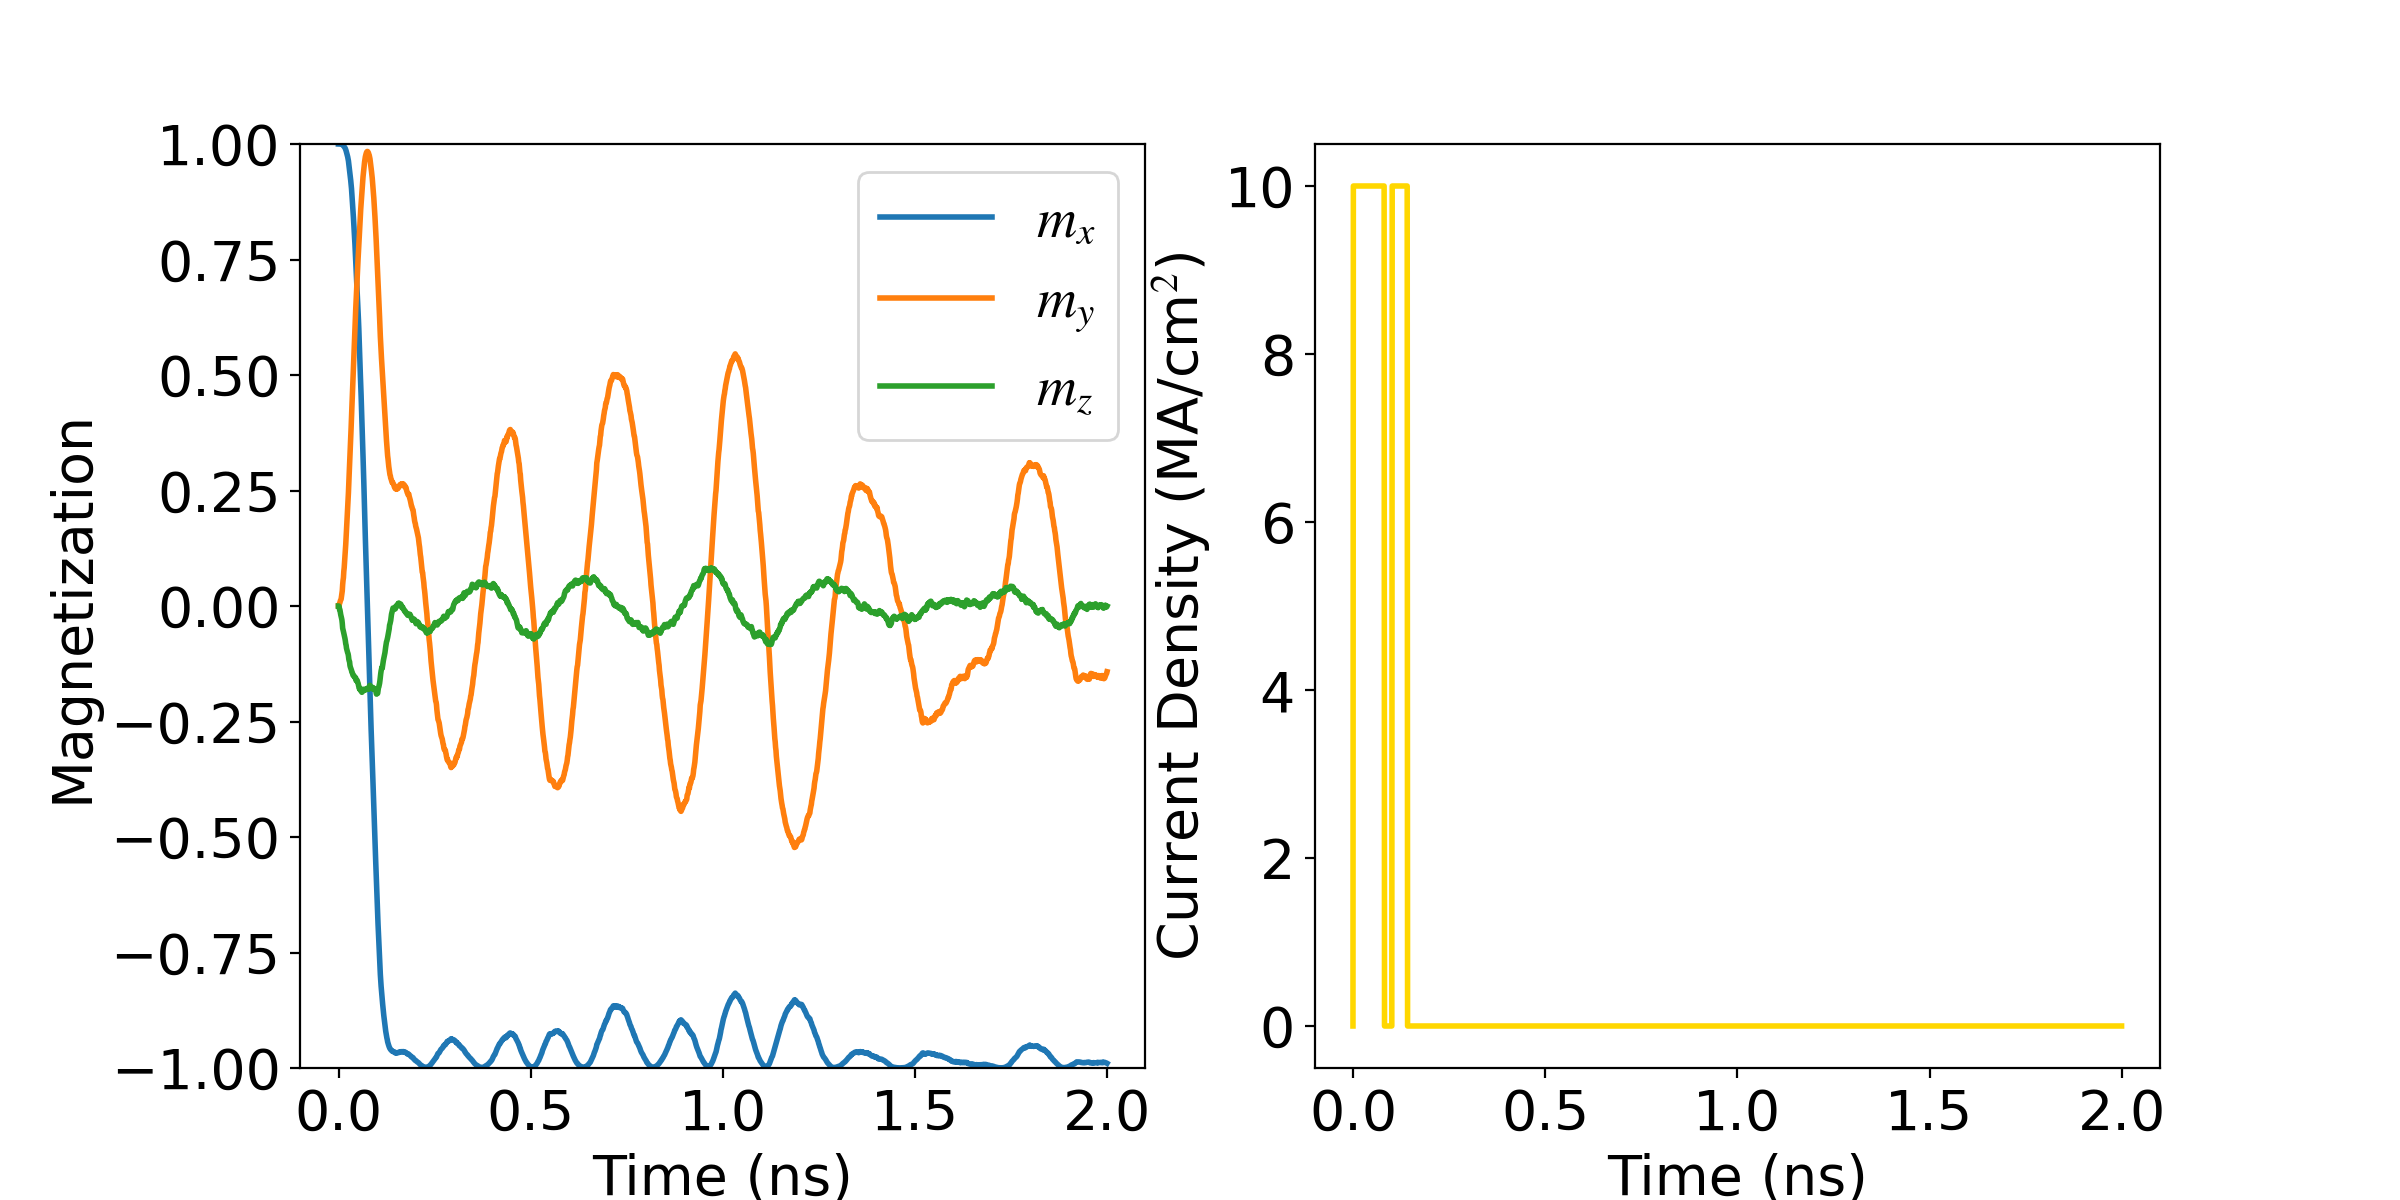 Magnetization
1.00
0.75
0.50
0.25
0.00
−0.25
−0.50
−0.75
−1.00
0.0 0.5 1.0 1.5 2.0
Time (ns)
m_x
m_y
m_z
Current Density (MA/cm²)
10
8
6
4
2
0
0.0 0.5 1.0 1.5 2.0
Time (ns)